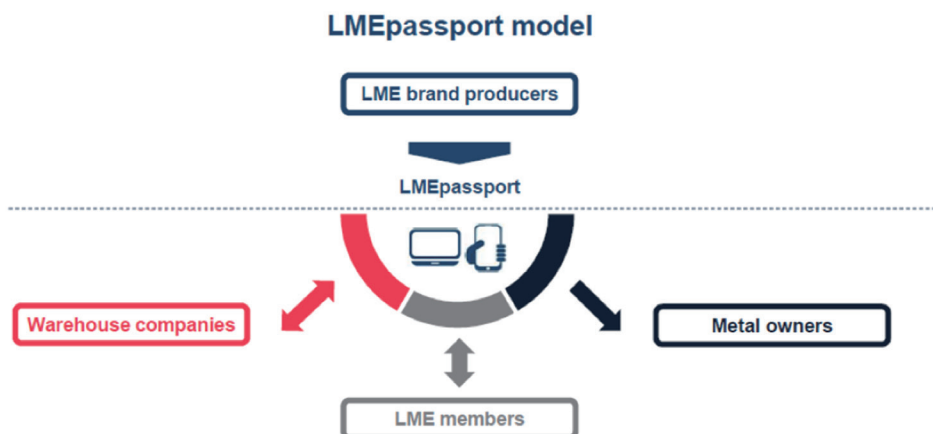 LMEpassport model
LME brand producers
LMEpassport
Warehouse companies
Metal owners
LME members